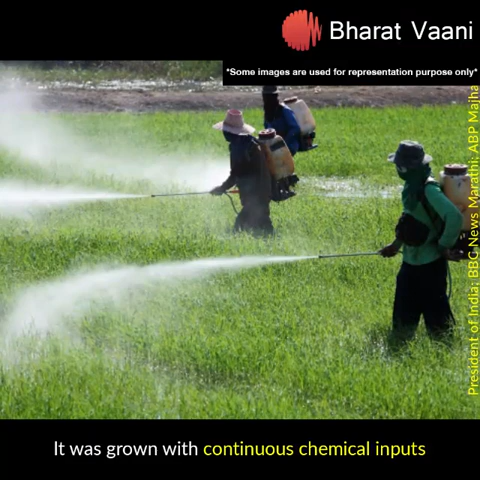 Bharat Vaani
*Some images are used for representation purpose only*
President of India; BBC News Marathi; ABP Majha
It was grown with continuous chemical inputs